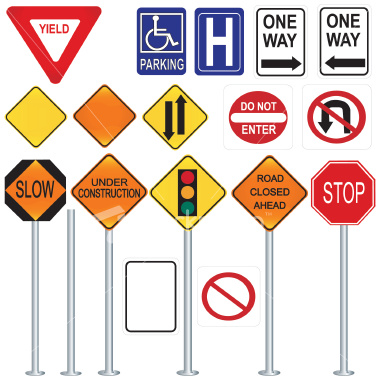 YIELD
PARKING
H
ONE
WAY
ONE
WAY
DO NOT
ENTER
SLOW
UNDER
CONSTRUCTION
ROAD
CLOSED
AHEAD
STOP